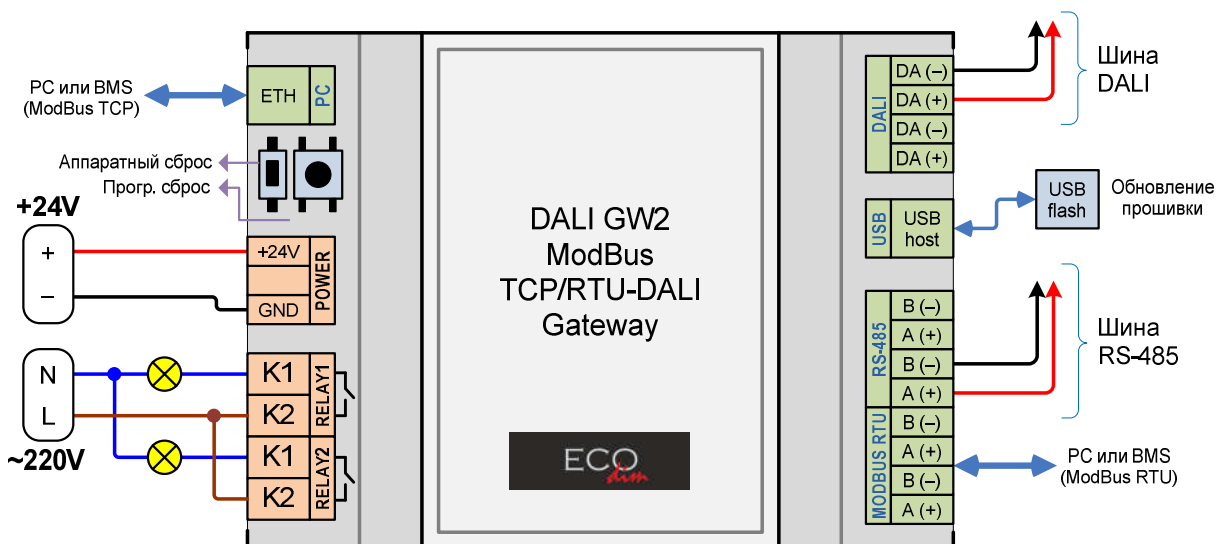 PC или BMS
(ModBus TCP)
ETH
PC
Аппаратный сброс
Прогр. сброс
+24V
+
–
+24V
GND
POWER
N
L
~220V
K1
K2
RELAY1
K1
K2
RELAY2
DALI GW2
ModBus
TCP/RTU-DALI
Gateway
ECO
dim
DALI
DA (–)
DA (+)
DA (–)
DA (+)
Шина
DALI
USB
USB
host
USB
flash
Обновление
прошивки
RS-485
B (–)
A (+)
B (–)
A (+)
Шина
RS-485
MODBUS RTU
B (–)
A (+)
B (–)
A (+)
PC или BMS
(ModBus RTU)